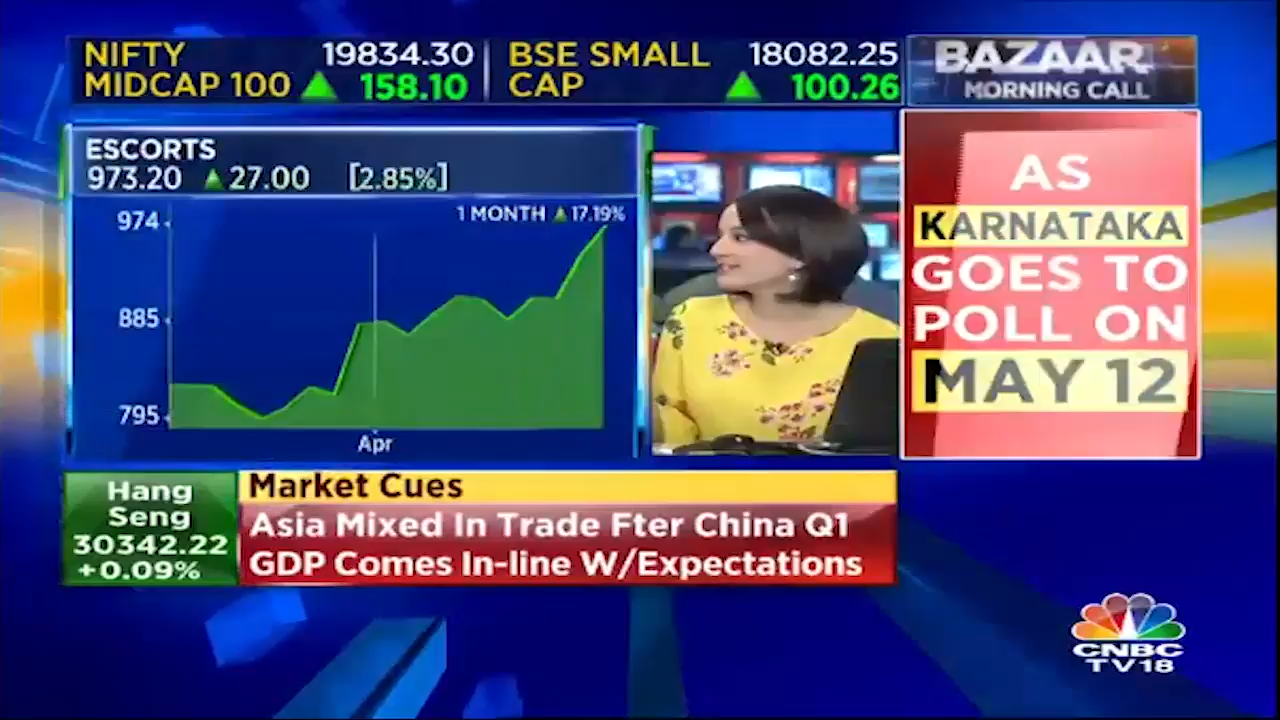 NIFTY 19834.30
MIDCAP 100 ▲ 158.10
BSE SMALL 18082.25
CAP ▲ 100.26
BAZAAR
MORNING CALL
ESCORTS
973.20 ▲27.00 [2.85%]
1 MONTH ▲17.19%
974
885
795
Apr
AS
KARNATAKA
GOES TO
POLL ON
MAY 12
Hang
Seng
30342.22
+0.09%
Market Cues
Asia Mixed In Trade Fter China Q1
GDP Comes In-line W/Expectations
CNBC
TV18